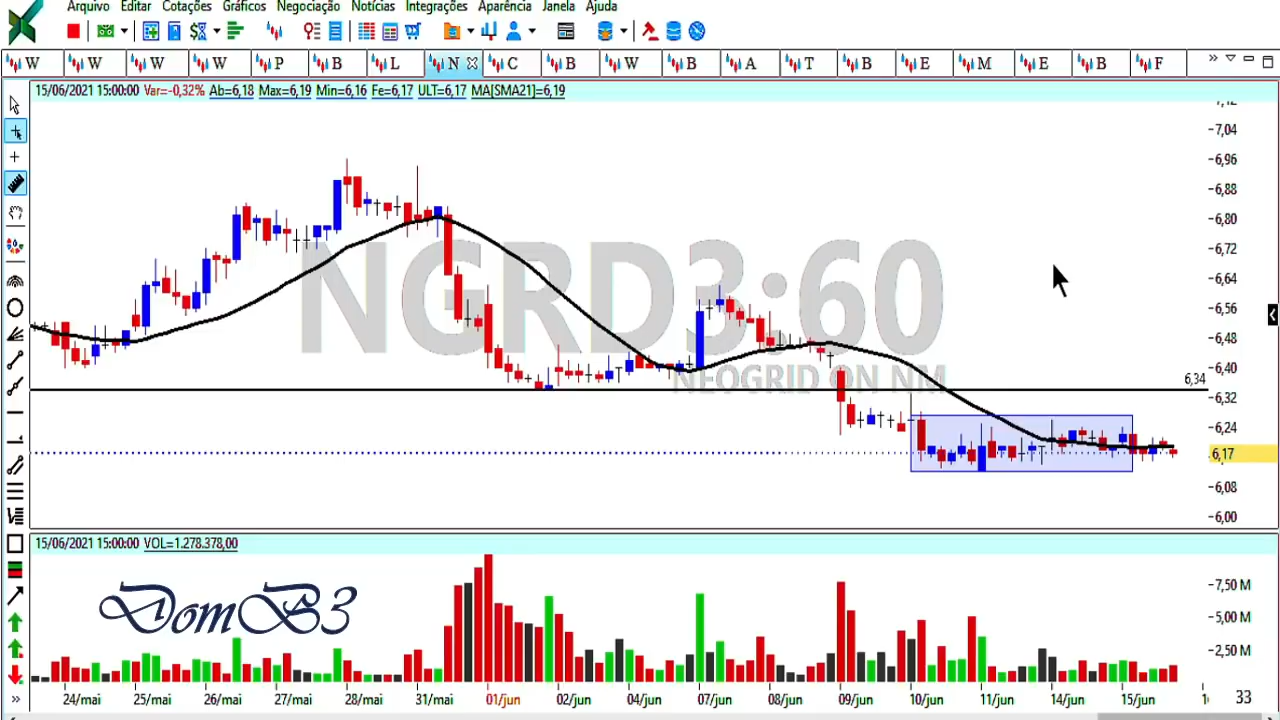 Arquivo Editar Cotações Gráficos Negociação Notícias Integrações Aparência Janela Ajuda
W W W W P B L N C B W B A T B E M E B F
15/06/2021 15:00:00 Var=-0,32% Ab=6,18 Max=6,19 Min=6,16 Fe=6,17 ULT=6,17 MA[SMA21]=6,19
7,12
7,04
6,96
6,88
6,80
6,72
6,64
6,56
6,48
6,40
6,32
6,24
6,17
6,08
6,00
NGRD3:60
NEOGRID ON NM
6,34
15/06/2021 15:00:00 VOL=1.278.378,00
DomB3
7,50 M
5,00 M
2,50 M
24/mai 25/mai 26/mai 27/mai 28/mai 31/mai 01/jun 02/jun 04/jun 07/jun 08/jun 09/jun 10/jun 11/jun 14/jun 15/jun 33